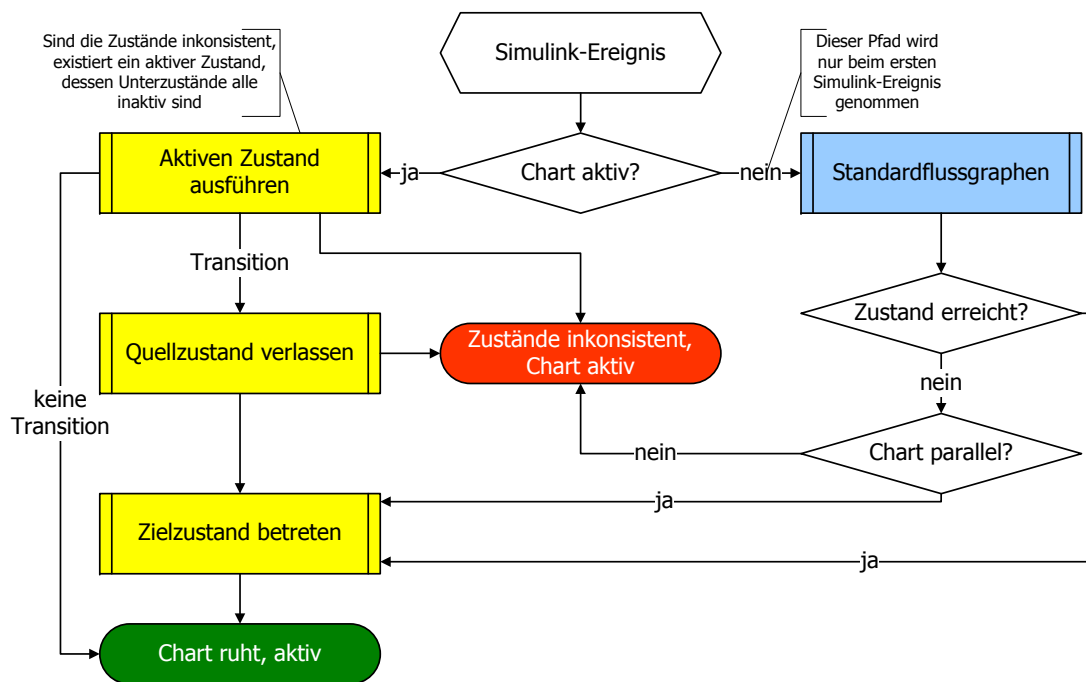 Sind die Zustände inkonsistent,
existiert ein aktiver Zustand,
dessen Unterzustände alle
inaktiv sind
Simulink-Ereignis
Dieser Pfad wird
nur beim ersten
Simulink-Ereignis
genommen
Aktiven Zustand
ausführen
ja
Chart aktiv?
nein
Standardflussgraphen
Transition
Zustand erreicht?
Quellzustand verlassen
Zustände inkonsistent,
Chart aktiv
nein
keine
Transition
nein
Chart parallel?
ja
Zielzustand betreten
ja
Chart ruht, aktiv